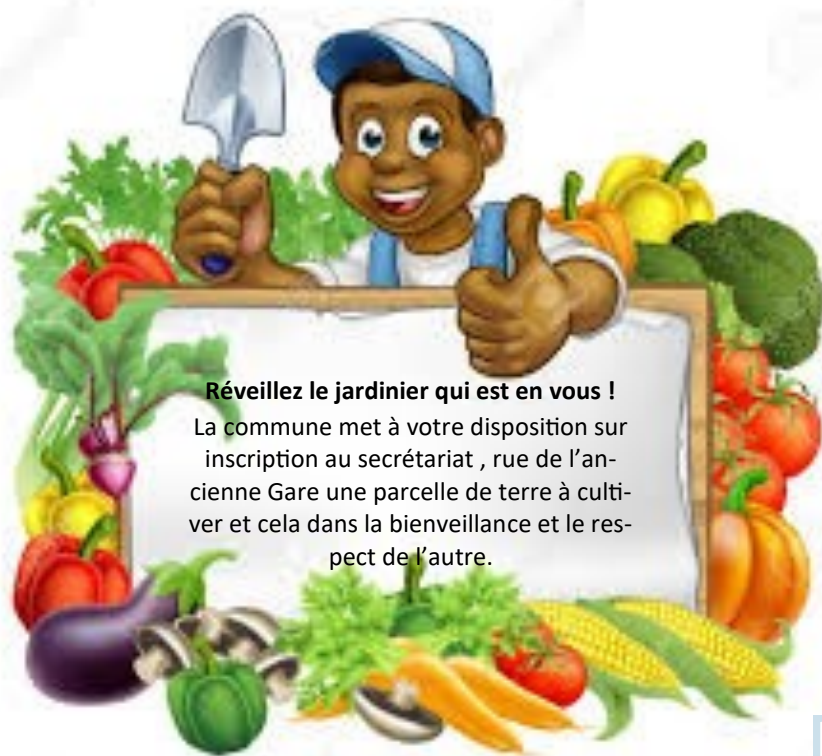 Réveillez le jardinier qui est en vous !
La commune met à votre disposition sur
inscription au secrétariat , rue de l’an-
cienne Gare une parcelle de terre à culti-
ver et cela dans la bienveillance et le res-
pect de l’autre.